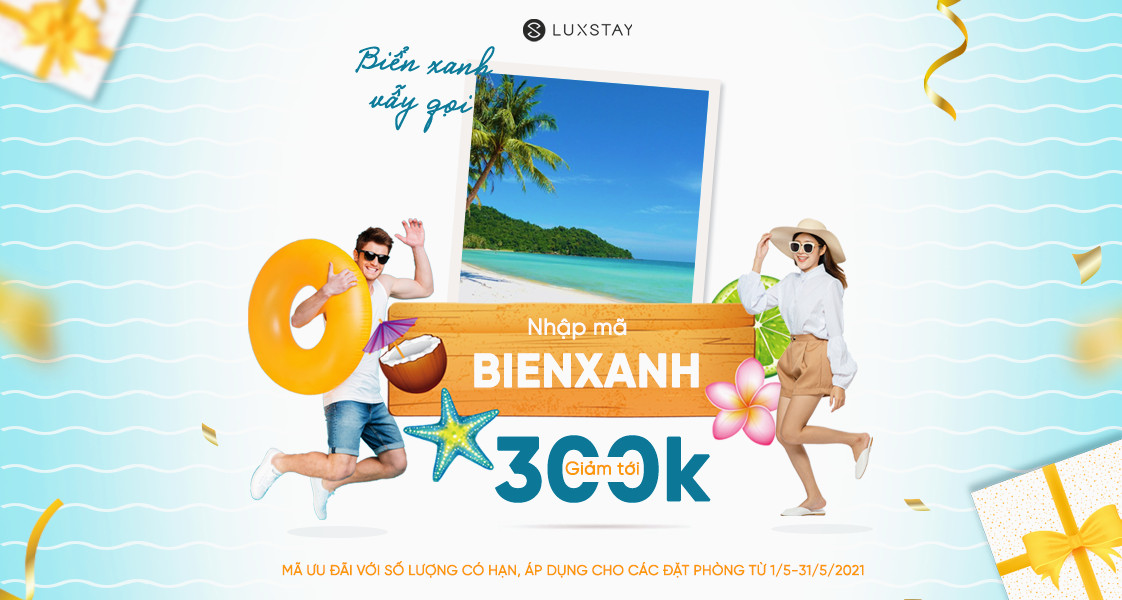 LUXSTAY
Biển xanh
vẫy gọi
Nhập mã
BIENXANH
300k
Giảm tới
MÃ ƯU ĐÃI VỚI SỐ LƯỢNG CÓ HẠN, ÁP DỤNG CHO CÁC ĐẶT PHÒNG TỪ 1/5-31/5/2021